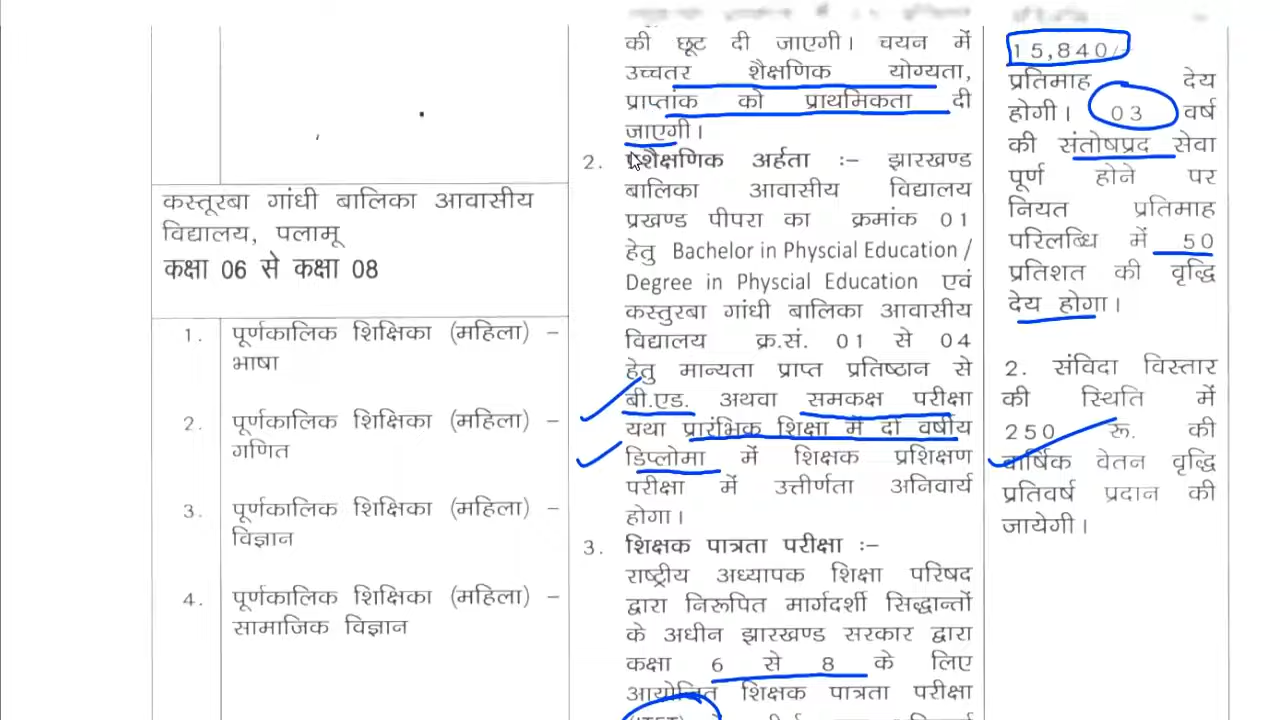 कस्तूरबा गांधी बालिका आवासीय
विद्यालय, पलामू
कक्षा 06 से कक्षा 08
1. पूर्णकालिक शिक्षिका (महिला) –
भाषा
2. पूर्णकालिक शिक्षिका (महिला) –
गणित
3. पूर्णकालिक शिक्षिका (महिला) –
विज्ञान
4. पूर्णकालिक शिक्षिका (महिला) –
सामाजिक विज्ञान
की छूट दी जाएगी। चयन में
उच्चतर शैक्षणिक योग्यता,
प्राप्तांक को प्राथमिकता दी
जाएगी।
2. प्रशैक्षणिक अर्हता :– झारखण्ड
बालिका आवासीय विद्यालय
प्रखण्ड पीपरा का क्रमांक 01
हेतु Bachelor in Physcial Education /
Degree in Physcial Education एवं
कस्तुरबा गांधी बालिका आवासीय
विद्यालय क्र.सं. 01 से 04
हेतु मान्यता प्राप्त प्रतिष्ठान से
बी.एड. अथवा समकक्ष परीक्षा
यथा प्रारंभिक शिक्षा में दो वर्षीय
डिप्लोमा में शिक्षक प्रशिक्षण
परीक्षा में उत्तीर्णता अनिवार्य
होगा।
3. शिक्षक पात्रता परीक्षा :–
राष्ट्रीय अध्यापक शिक्षा परिषद
द्वारा निरूपित मार्गदर्शी सिद्धान्तों
के अधीन झारखण्ड सरकार द्वारा
कक्षा 6 से 8 के लिए
आयोजित शिक्षक पात्रता परीक्षा
15,840/-
प्रतिमाह देय
होगी। 03 वर्ष
की संतोषप्रद सेवा
पूर्ण होने पर
नियत प्रतिमाह
परिलब्धि में 50
प्रतिशत की वृद्धि
देय होगा।
2. संविदा विस्तार
की स्थिति में
250 रू. की
वार्षिक वेतन वृद्धि
प्रतिवर्ष प्रदान की
जायेगी।